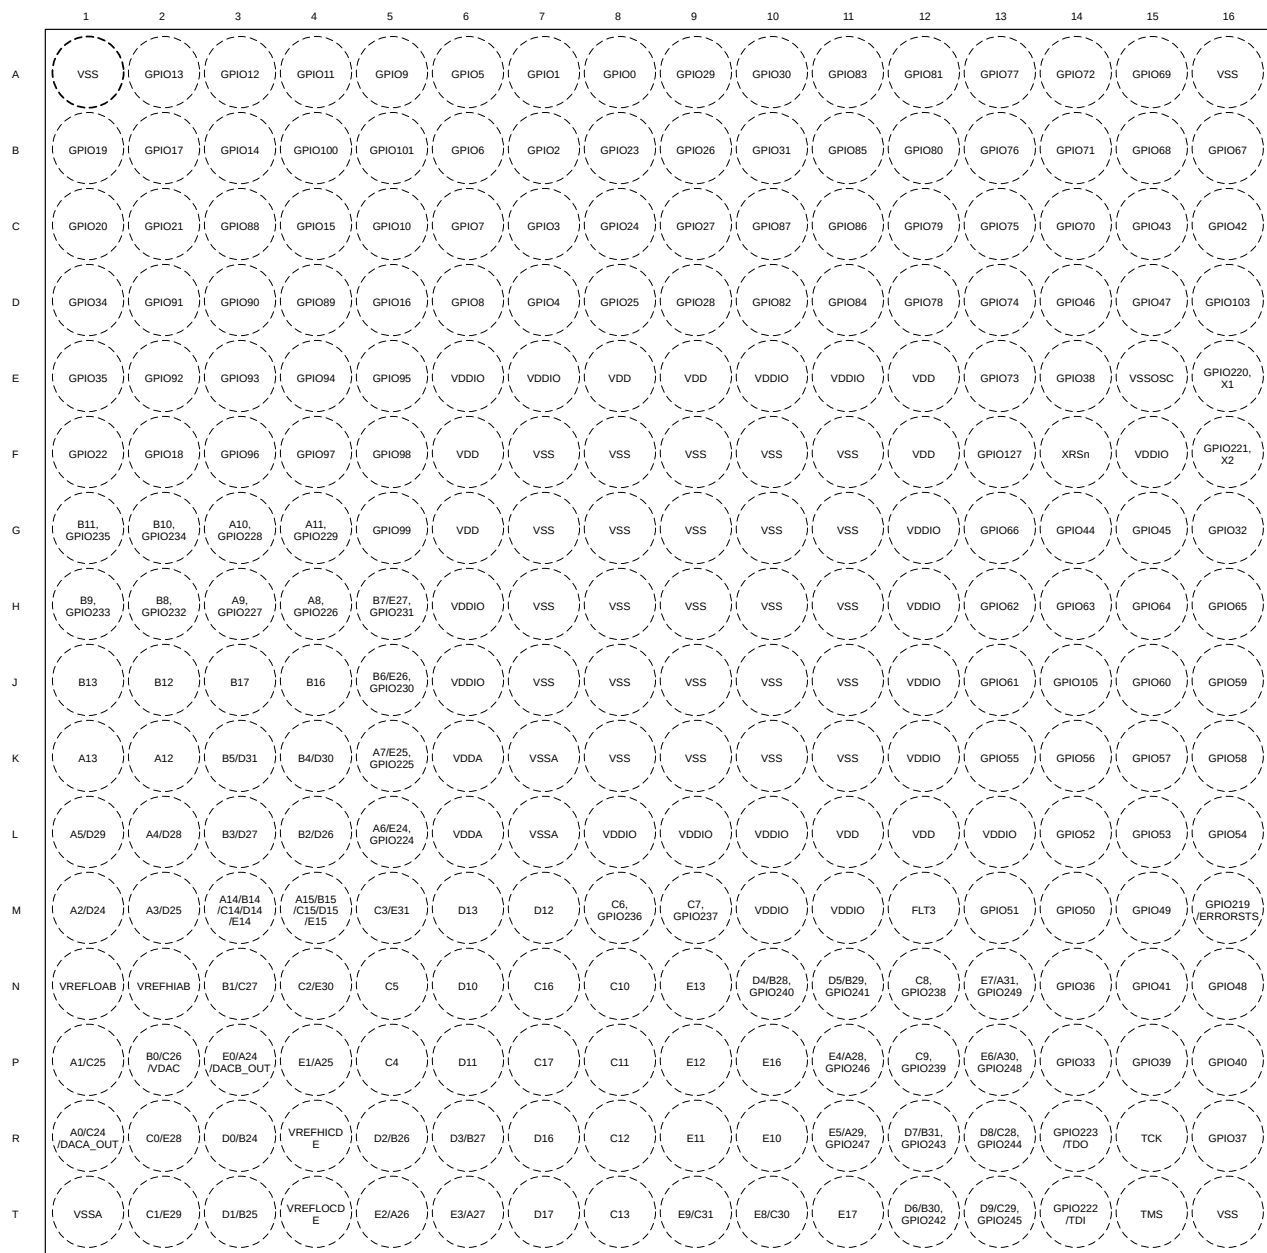 1 2 3 4 5 6 7 8 9 10 11 12 13 14 15 16
A VSS GPIO13 GPIO12 GPIO11 GPIO9 GPIO5 GPIO1 GPIO0 GPIO29 GPIO30 GPIO83 GPIO81 GPIO77 GPIO72 GPIO69 VSS
B GPIO19 GPIO17 GPIO14 GPIO100 GPIO101 GPIO6 GPIO2 GPIO23 GPIO26 GPIO31 GPIO85 GPIO80 GPIO76 GPIO71 GPIO68 GPIO67
C GPIO20 GPIO21 GPIO88 GPIO15 GPIO10 GPIO7 GPIO3 GPIO24 GPIO27 GPIO87 GPIO86 GPIO79 GPIO75 GPIO70 GPIO43 GPIO42
D GPIO34 GPIO91 GPIO90 GPIO89 GPIO16 GPIO8 GPIO4 GPIO25 GPIO28 GPIO82 GPIO84 GPIO78 GPIO74 GPIO46 GPIO47 GPIO103
E GPIO35 GPIO92 GPIO93 GPIO94 GPIO95 VDDIO VDDIO VDD VDD VDDIO VDDIO VDD GPIO73 GPIO38 VSSOSC GPIO220, X1
F GPIO22 GPIO18 GPIO96 GPIO97 GPIO98 VDD VSS VSS VSS VSS VSS VDD GPIO127 XRSn VDDIO GPIO221, X2
G B11, GPIO235 B10, GPIO234 A10, GPIO228 A11, GPIO229 GPIO99 VDD VSS VSS VSS VSS VSS VDDIO GPIO66 GPIO44 GPIO45 GPIO32
H B9, GPIO233 B8, GPIO232 A9, GPIO227 A8, GPIO226 B7/E27, GPIO231 VDDIO VSS VSS VSS VSS VSS VDDIO GPIO62 GPIO63 GPIO64 GPIO65
J B13 B12 B17 B16 B6/E26, GPIO230 VDDIO VSS VSS VSS VSS VSS VDDIO GPIO61 GPIO105 GPIO60 GPIO59
K A13 A12 B5/D31 B4/D30 A7/E25, GPIO225 VDDA VSSA VSS VSS VSS VSS VDDIO GPIO55 GPIO56 GPIO57 GPIO58
L A5/D29 A4/D28 B3/D27 B2/D26 A6/E24, GPIO224 VDDA VSSA VDDIO VDDIO VDDIO VDD VDD VDDIO GPIO52 GPIO53 GPIO54
M A2/D24 A3/D25 A14/B14 /C14/D14 /E14 A15/B15 /C15/D15 /E15 C3/E31 D13 D12 C6, GPIO236 C7, GPIO237 VDDIO VDDIO FLT3 GPIO51 GPIO50 GPIO49 GPIO219 /ERRORSTS
N VREFLOAB VREFHIAB B1/C27 C2/E30 C5 D10 C16 C10 E13 D4/B28, GPIO240 D5/B29, GPIO241 C8, GPIO238 E7/A31, GPIO249 GPIO36 GPIO41 GPIO48
P A1/C25 B0/C26 /VDAC E0/A24 /DACB_OUT E1/A25 C4 D11 C17 C11 E12 E16 E4/A28, GPIO246 C9, GPIO239 E6/A30, GPIO248 GPIO33 GPIO39 GPIO40
R A0/C24 /DACA_OUT C0/E28 D0/B24 VREFHICD E D2/B26 D3/B27 D16 C12 E11 E10 E5/A29, GPIO247 D7/B31, GPIO243 D8/C28, GPIO244 GPIO223 /TDO TCK GPIO37
T VSSA C1/E29 D1/B25 VREFLOCD E E2/A26 E3/A27 D17 C13 E9/C31 E8/C30 E17 D6/B30, GPIO242 D9/C29, GPIO245 GPIO222 /TDI TMS VSS